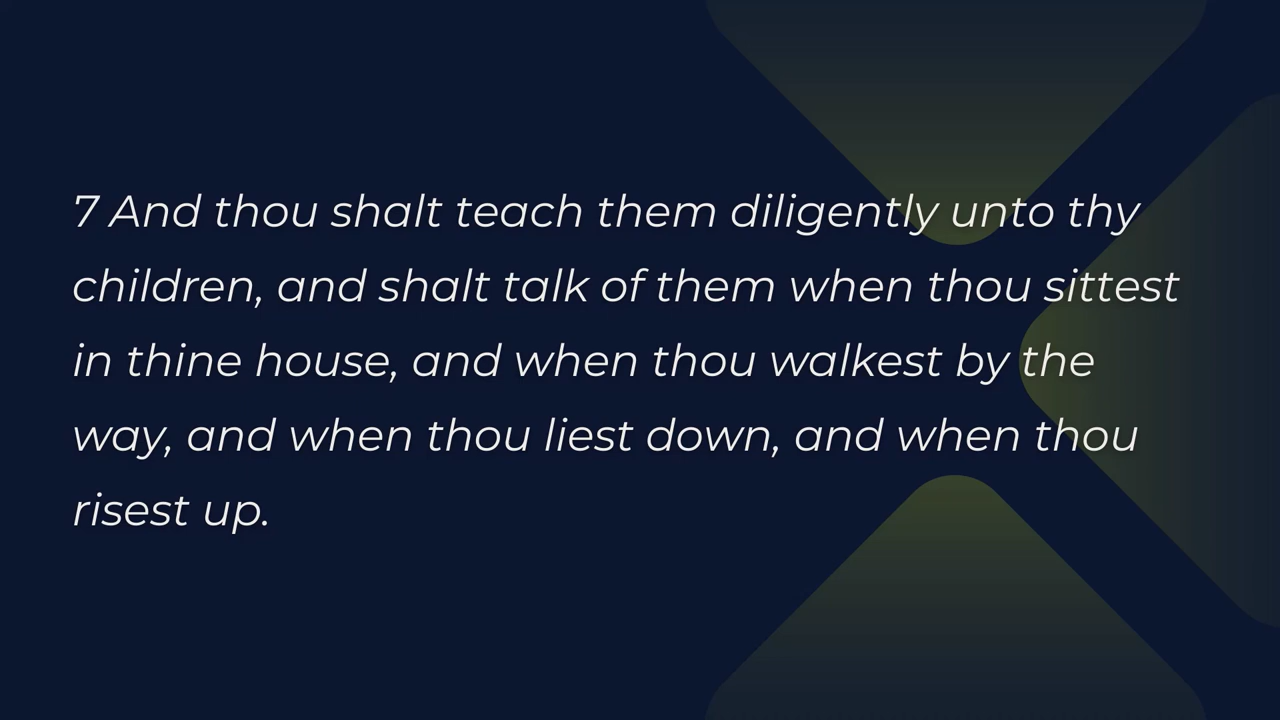 7 And thou shalt teach them diligently unto thy
children, and shalt talk of them when thou sittest
in thine house, and when thou walkest by the
way, and when thou liest down, and when thou
risest up.